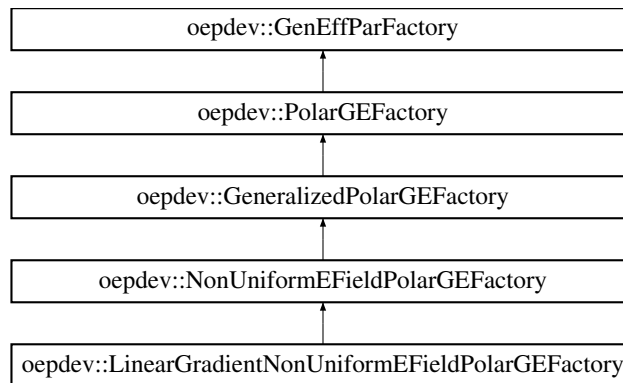 oepdev::GenEffParFactory
oepdev::PolarGEFactory
oepdev::GeneralizedPolarGEFactory
oepdev::NonUniformEFieldPolarGEFactory
oepdev::LinearGradientNonUniformEFieldPolarGEFactory